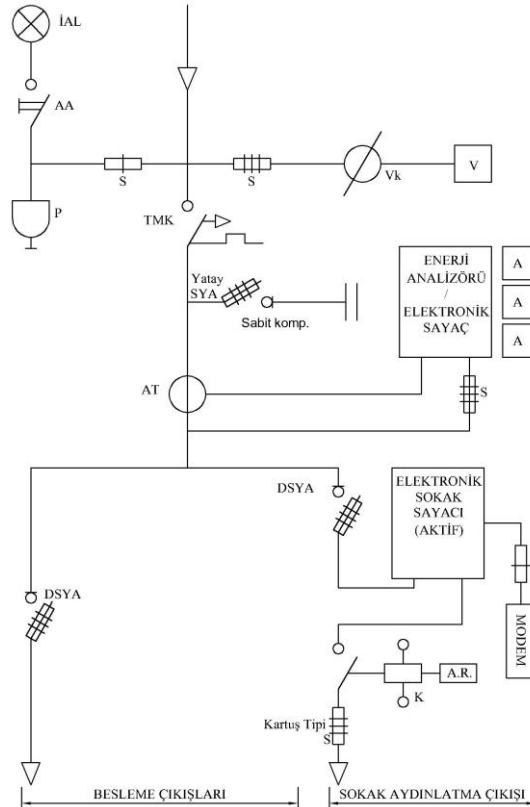 İAL
AA
S
S
Vk
V
P
TMK
Yatay
SYA
Sabit komp.
ENERJİ
ANALİZÖRÜ
/
ELEKTRONİK
SAYAÇ
A
A
A
AT
S
DSYA
ELEKTRONİK
SOKAK
SAYACI
(AKTİF)
DSYA
MODEM
A.R.
K
Kartuş Tipi
S
BESLEME ÇIKIŞLARI
SOKAK AYDINLATMA ÇIKIŞI